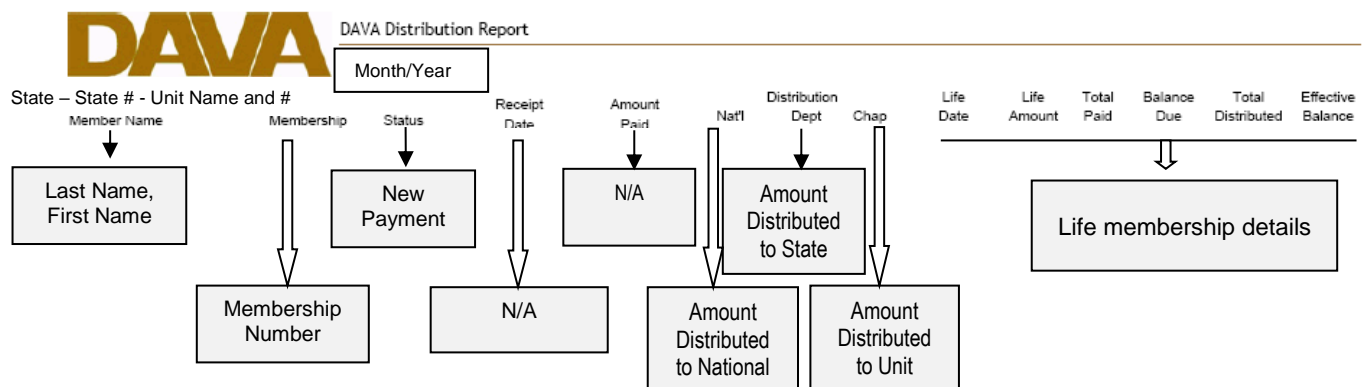 DAVA
DAVA Distribution Report
Month/Year
State – State # - Unit Name and #
Member Name
Membership
Status
Receipt
Date
Amount
Paid
Nat'l
Distribution
Dept
Chap
Life
Date
Life
Amount
Total
Paid
Balance
Due
Total
Distributed
Effective
Balance
Last Name,
First Name
New
Payment
N/A
Amount
Distributed
to State
Life membership details
Membership
Number
N/A
Amount
Distributed
to National
Amount
Distributed
to Unit